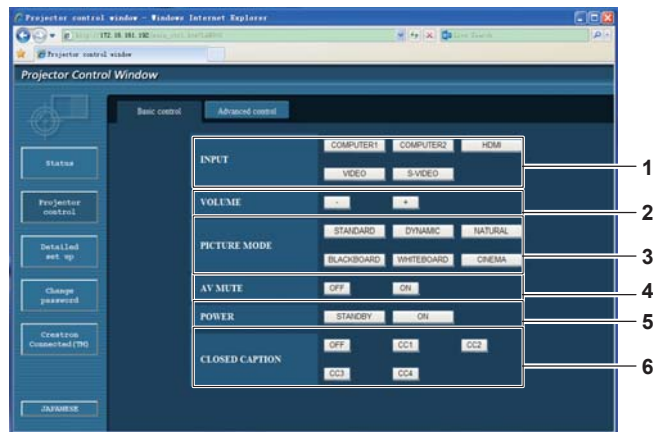 Projector control window - Windows Internet Explorer
Projector control window
Projector Control Window
Basic control Advanced control
Status
Projector control
Detailed set up
Change password
Crestron Connected(TM)
JAPANESE
INPUT
COMPUTER1 COMPUTER2 HDMI
VIDEO S-VIDEO
1
VOLUME - +
2
PICTURE MODE
STANDARD DYNAMIC NATURAL
BLACKBOARD WHITEBOARD CINEMA
3
AV MUTE OFF ON
4
POWER STANDBY ON
5
CLOSED CAPTION
OFF CC1 CC2
CC3 CC4
6